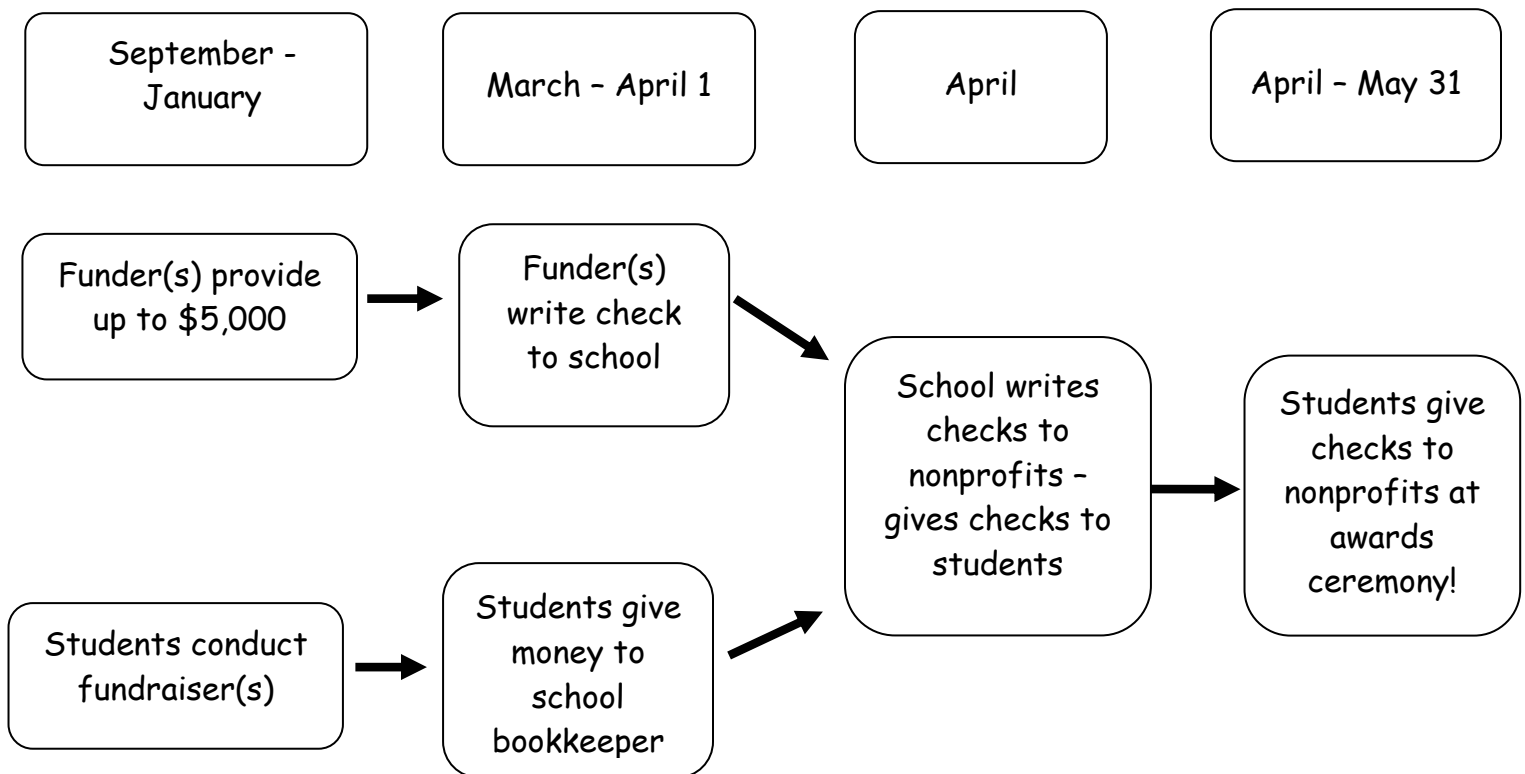 September -
January
March – April 1
April
April – May 31
Funder(s) provide
up to $5,000
Funder(s)
write check
to school
School writes
checks to
nonprofits –
gives checks to
students
Students give
checks to
nonprofits at
awards
ceremony!
Students conduct
fundraiser(s)
Students give
money to
school
bookkeeper